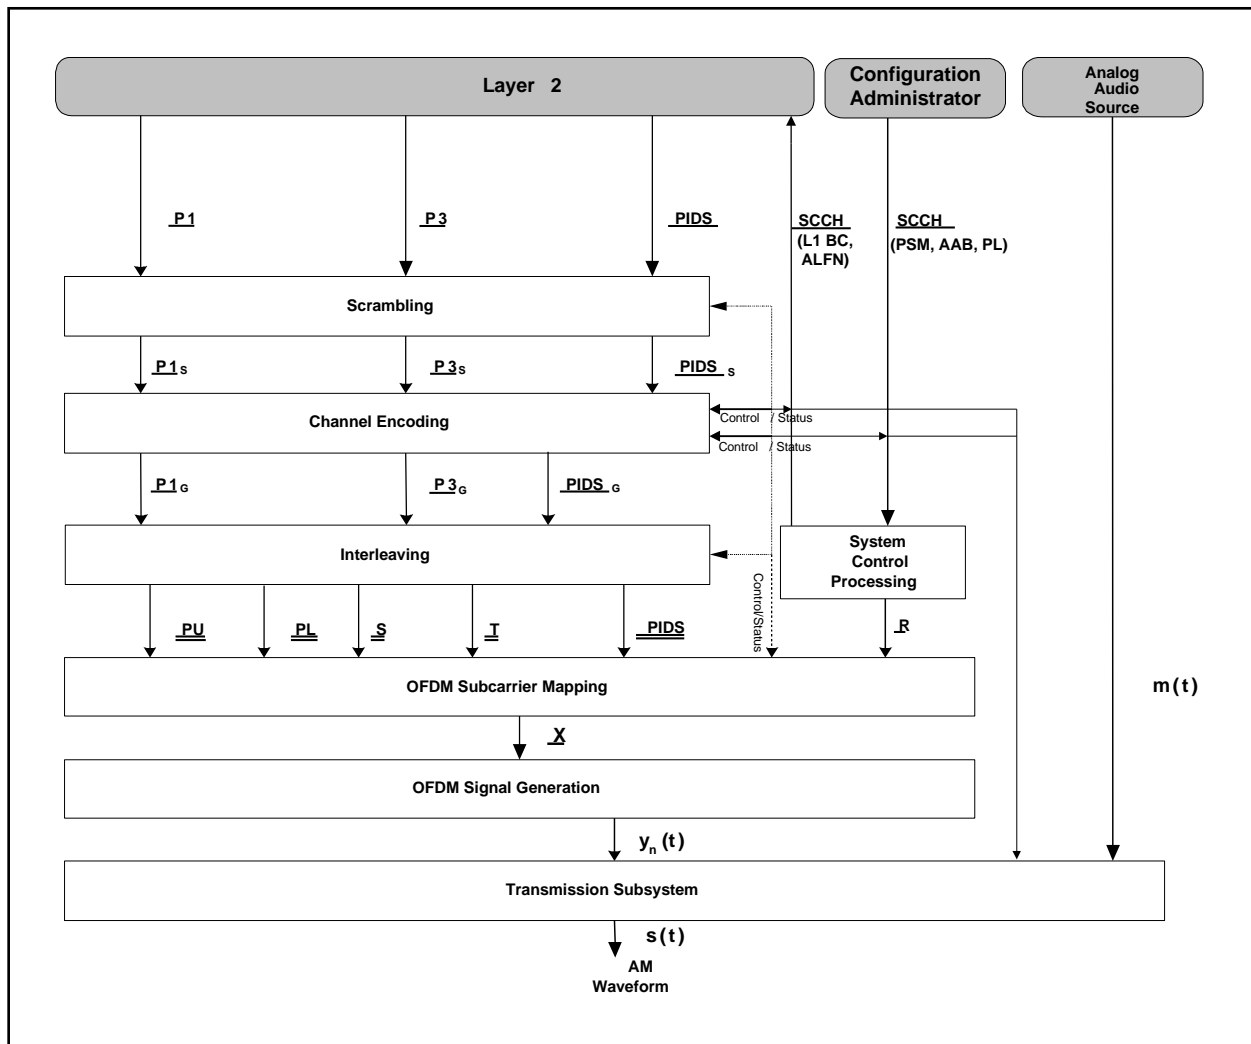 Layer 2
Configuration
Administrator
Analog
Audio
Source
P1
P3
PIDS
SCCH
(L1 BC,
ALFN)
SCCH
(PSM, AAB, PL)
Scrambling
P1S
P3S
PIDS S
Channel Encoding
Control / Status
Control / Status
P1G
P3G
PIDS G
Interleaving
System
Control
Processing
Control/Status
PU
PL
S
T
PIDS
R
OFDM Subcarrier Mapping
m(t)
X
OFDM Signal Generation
yn(t)
Transmission Subsystem
s(t)
AM
Waveform